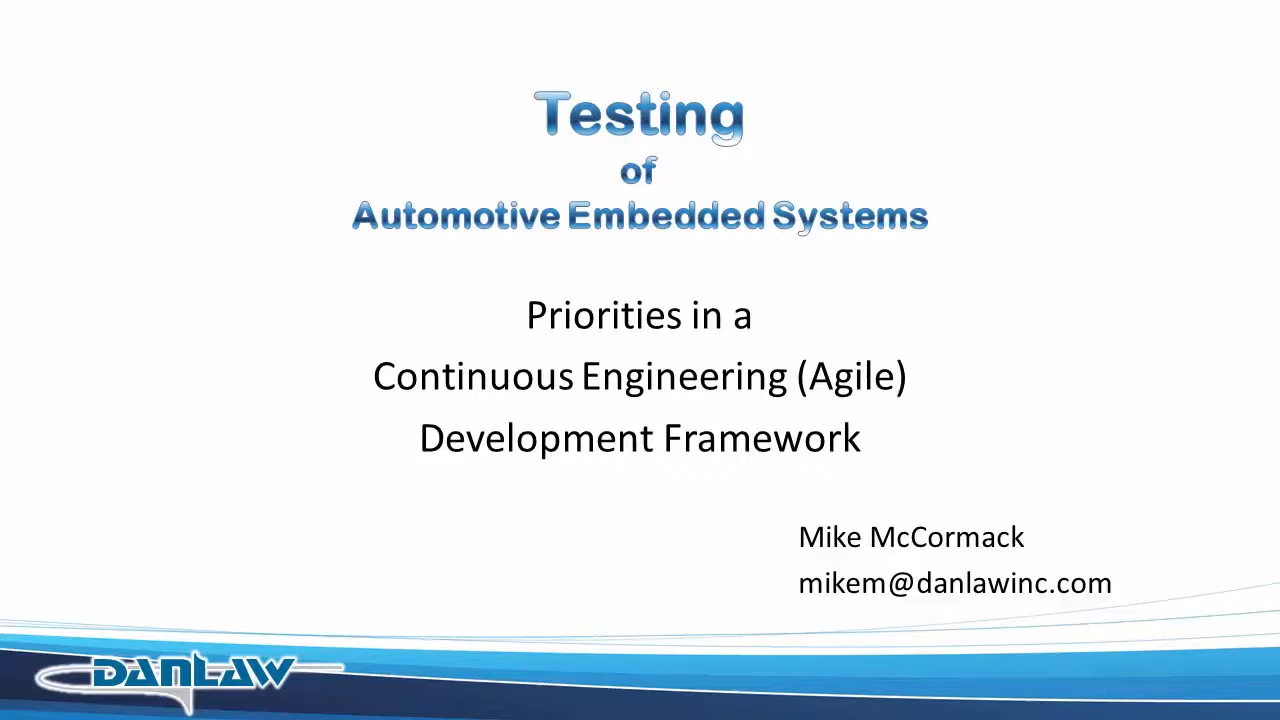 Testing
of
Automotive Embedded Systems
Priorities in a
Continuous Engineering (Agile)
Development Framework
Mike McCormack
mikem@danlawinc.com
DANLAW